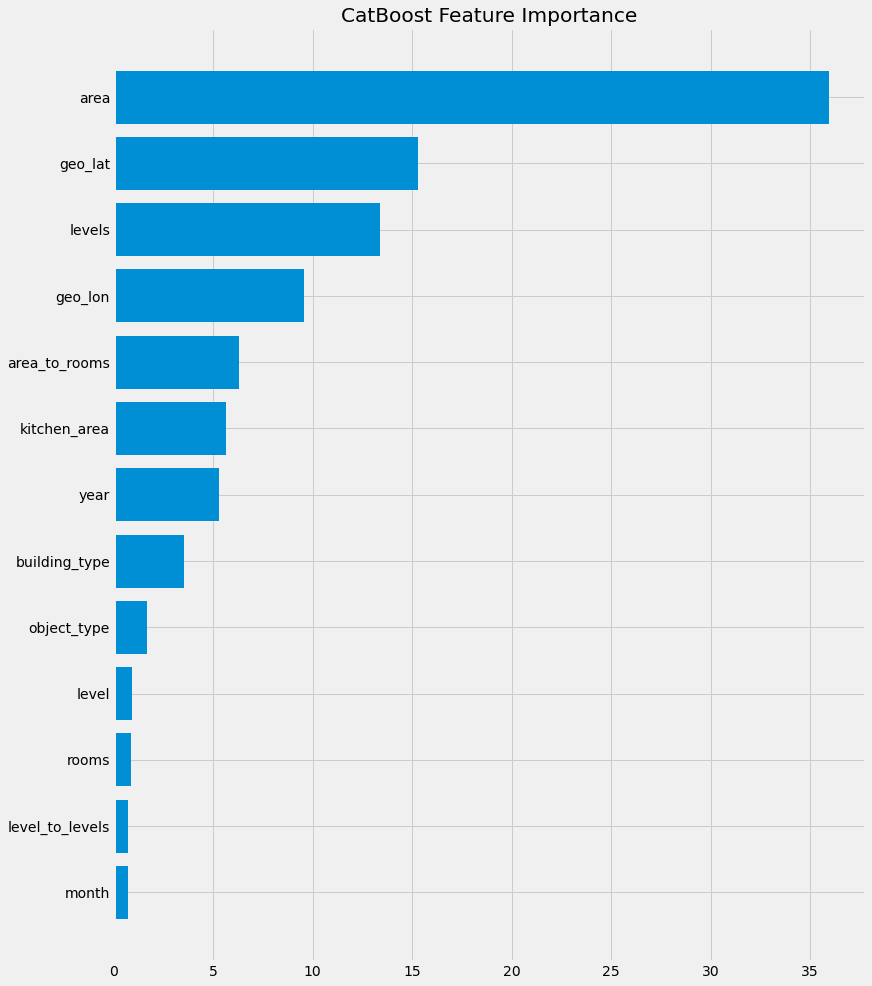 CatBoost Feature Importance
area
geo_lat
levels
geo_lon
area_to_rooms
kitchen_area
year
building_type
object_type
level
rooms
level_to_levels
month
0 5 10 15 20 25 30 35